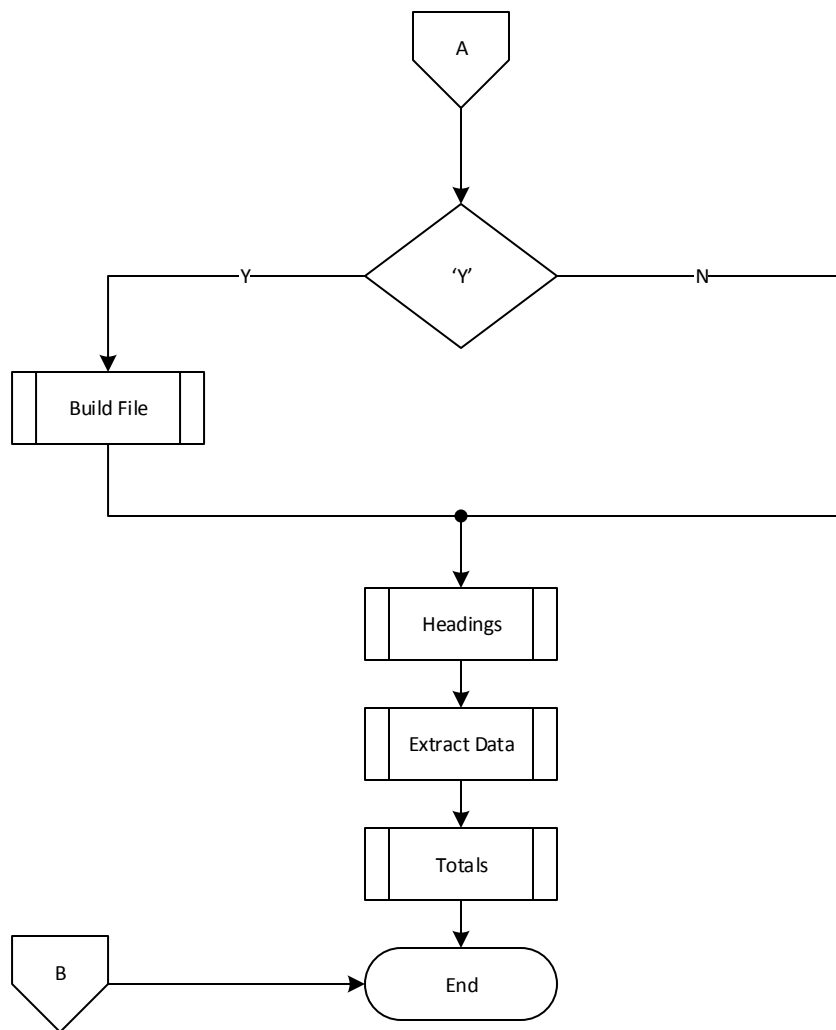 A
‘Y’
Y
N
Build File
Headings
Extract Data
Totals
B
End